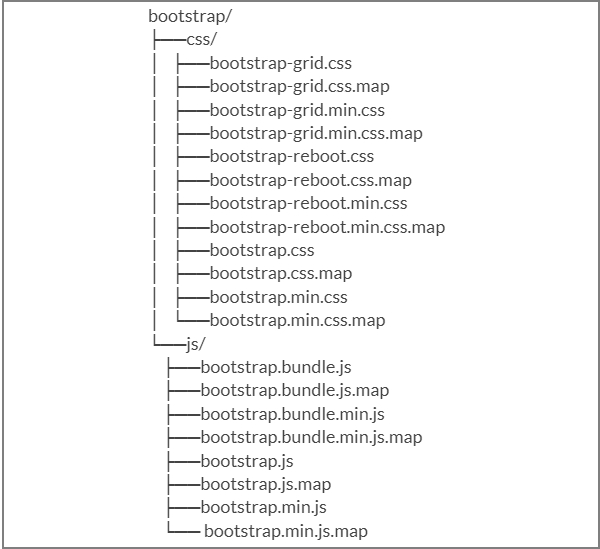 bootstrap/
├──css/
│ ├──bootstrap-grid.css
│ ├──bootstrap-grid.css.map
│ ├──bootstrap-grid.min.css
│ ├──bootstrap-grid.min.css.map
│ ├──bootstrap-reboot.css
│ ├──bootstrap-reboot.css.map
│ ├──bootstrap-reboot.min.css
│ ├──bootstrap-reboot.min.css.map
│ ├──bootstrap.css
│ ├──bootstrap.css.map
│ ├──bootstrap.min.css
│ └──bootstrap.min.css.map
└──js/
├──bootstrap.bundle.js
├──bootstrap.bundle.js.map
├──bootstrap.bundle.min.js
├──bootstrap.bundle.min.js.map
├──bootstrap.js
├──bootstrap.js.map
├──bootstrap.min.js
└── bootstrap.min.js.map